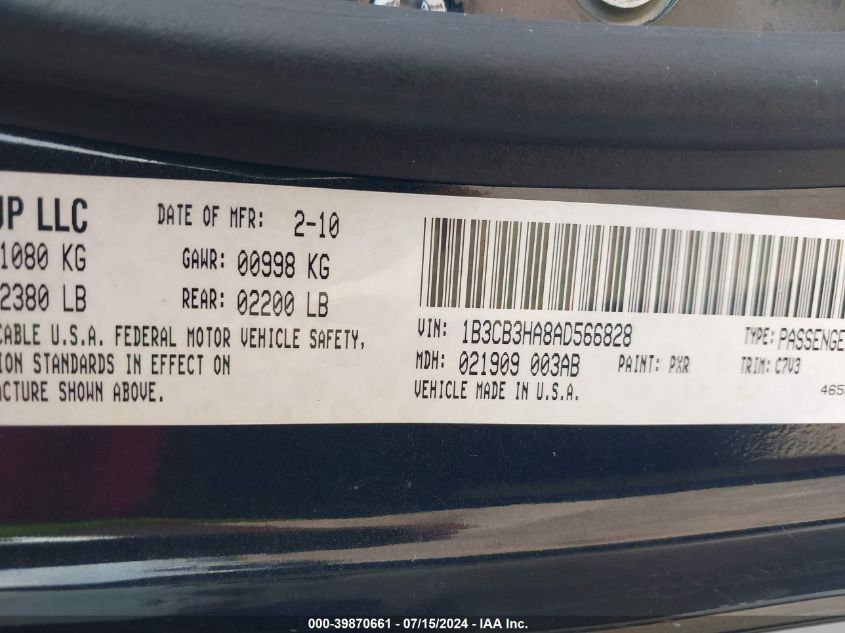 UP LLC DATE OF MFR: 2-10
1080 KG GAWR: 00998 KG
2380 LB REAR: 02200 LB
CABLE U.S.A. FEDERAL MOTOR VEHICLE SAFETY,
ION STANDARDS IN EFFECT ON
ACTURE SHOWN ABOVE.
VIN: 1B3CB3HA8AD566828 TYPE: PASSENGE
MDH: 021909 003AB PAINT: PXR TRIM: C7V3
VEHICLE MADE IN U.S.A. 465
000-39870661 / 07/15/2024 - IAA Inc.